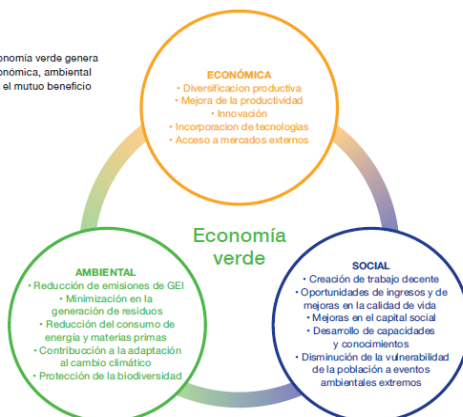 onomía verde genera
onómica, ambiental
el mutuo beneficio
ECONÓMICA
• Diversificacion productiva
• Mejora de la productividad
• Innovación
• Incorporacion de tecnologías
• Acceso a mercados externos
Economía
verde
AMBIENTAL
• Reducción de emisiones de GEI
• Minimización en la
generación de residuos
• Reducción del consumo de
energía y materias primas
• Contribucción a la adaptación
al cambio climático
• Protección de la biodiversidad
SOCIAL
• Creación de trabajo decente
• Oportunidades de ingresos y de
mejoras en la calidad de vida
• Mejoras en el capital social
• Desarrollo de capacidades
y conocimientos
• Disminución de la vulnerabilidad
de la población a eventos
ambientales extremos